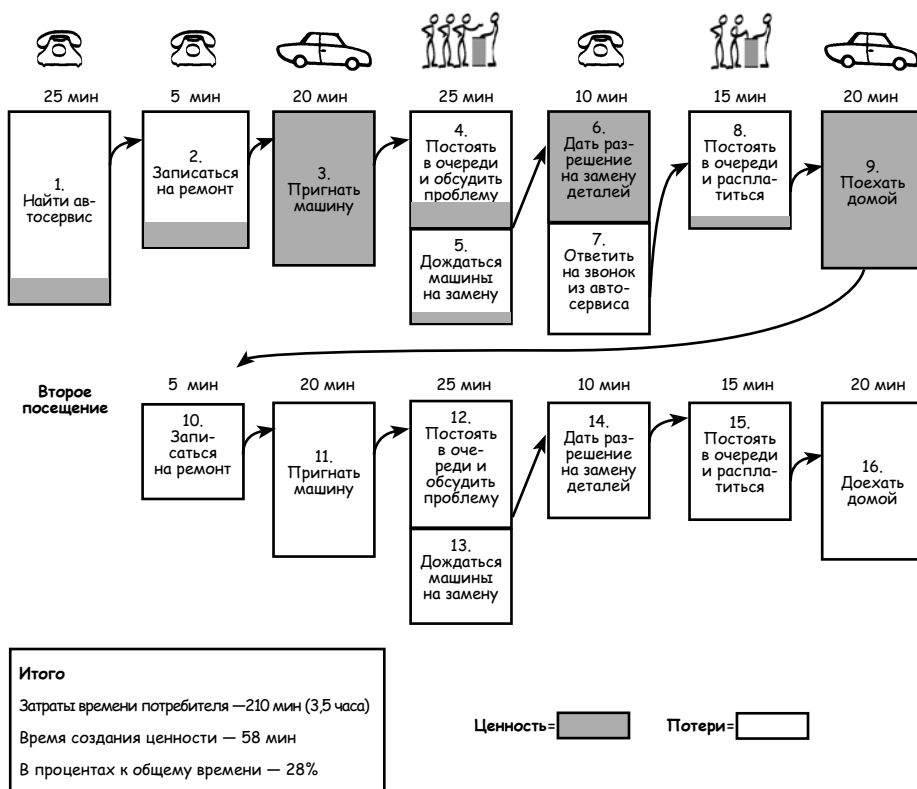 25 мин
5 мин
20 мин
25 мин
10 мин
15 мин
20 мин
1.
Найти ав-
тосервис
2.
Записаться
на ремонт
3.
Пригнать
машину
4.
Постоять
в очереди
и обсудить
проблему
5.
Дождаться
машины
на замену
6.
Дать раз-
решение
на замену
деталей
7.
Ответить
на звонок
из авто-
сервиса
8.
Постоять
в очереди
и распла-
титься
9.
Поехать
домой
Второе
посещение
5 мин
20 мин
25 мин
10 мин
15 мин
20 мин
10.
Запи-
саться
на ремонт
11.
Пригнать
машину
12.
Постоять
в оче-
реди и
обсудить
проблему
13.
Дождаться
машины
на замену
14.
Дать раз-
решение
на замену
деталей
15.
Постоять
в очереди
и распла-
титься
16.
Доехать
домой
Итого
Затраты времени потребителя —210 мин (3,5 часа)
Время создания ценности — 58 мин
В процентах к общему времени — 28%
Ценность=
Потери=